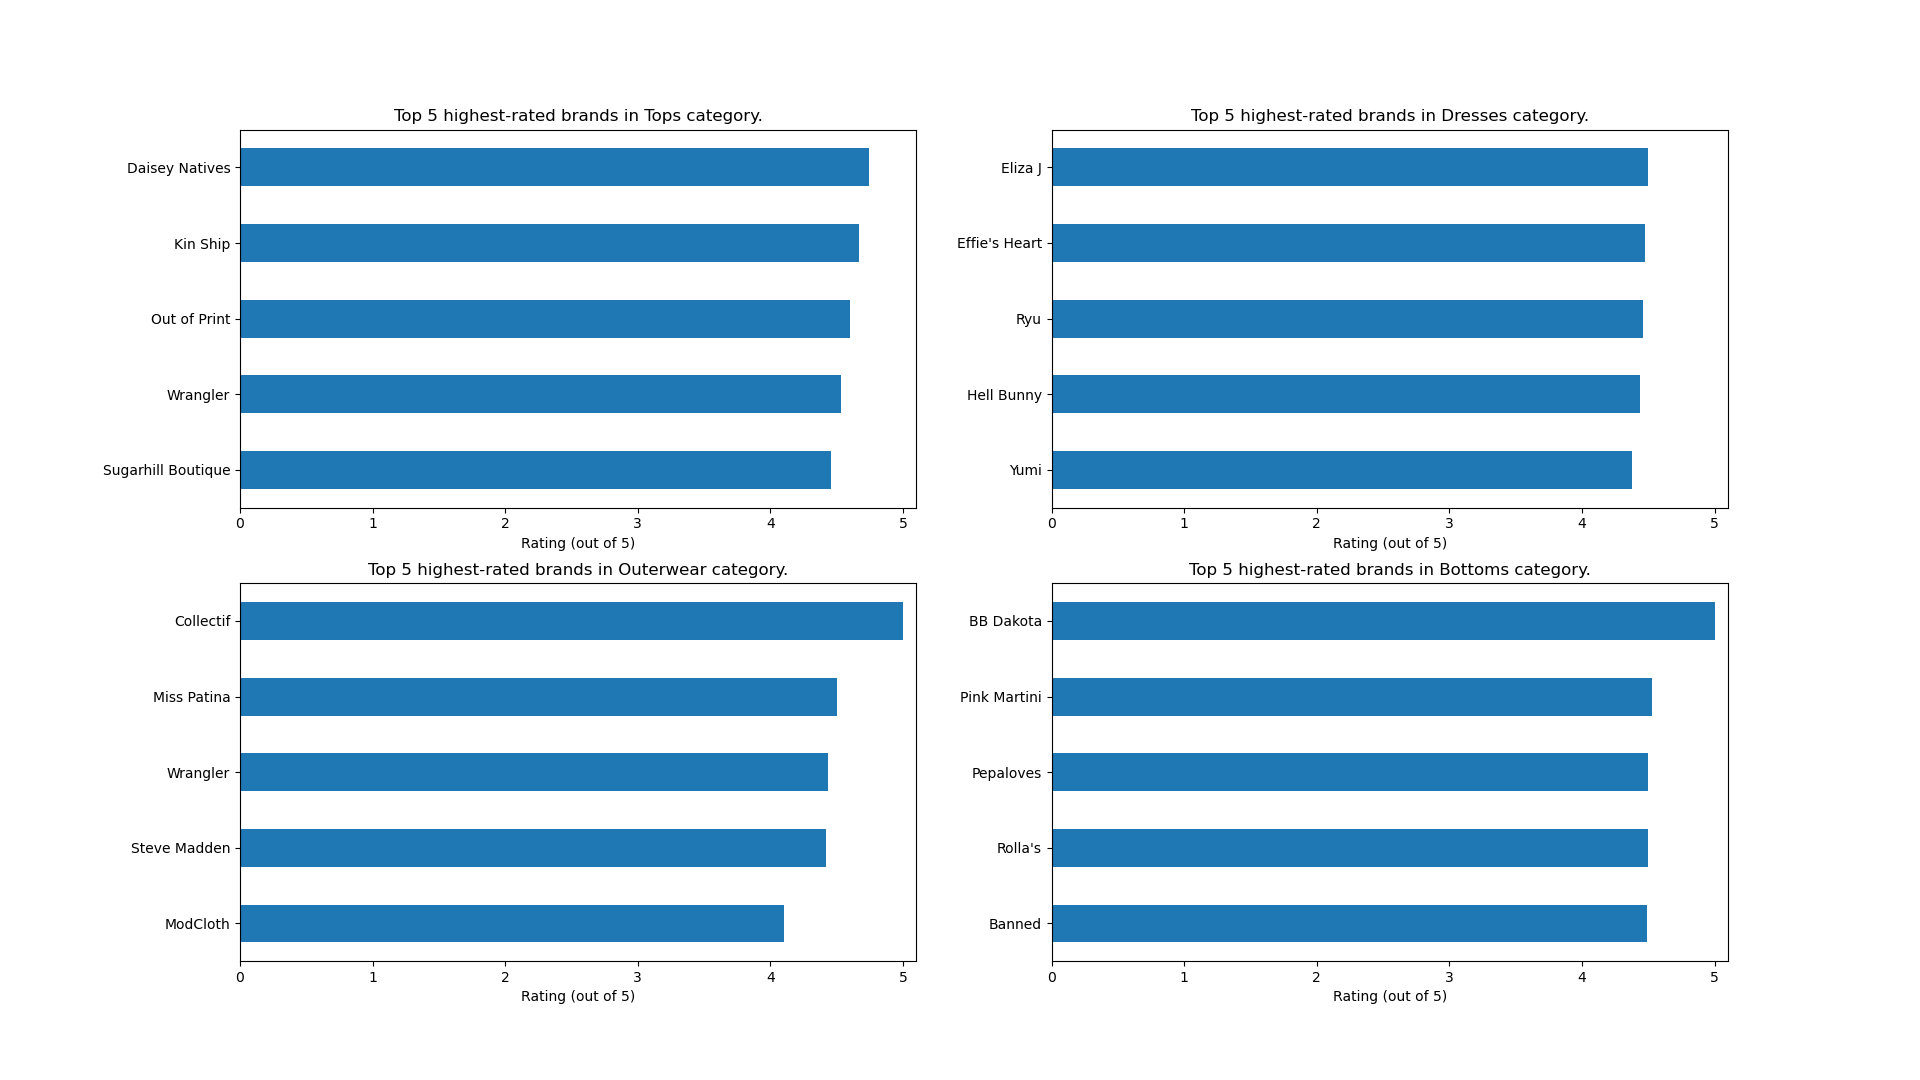 Top 5 highest-rated brands in Tops category.
Daisey Natives
Kin Ship
Out of Print
Wrangler
Sugarhill Boutique
0 1 2 3 4 5
Rating (out of 5)
Top 5 highest-rated brands in Dresses category.
Eliza J
Effie's Heart
Ryu
Hell Bunny
Yumi
0 1 2 3 4 5
Rating (out of 5)
Top 5 highest-rated brands in Outerwear category.
Collectif
Miss Patina
Wrangler
Steve Madden
ModCloth
0 1 2 3 4 5
Rating (out of 5)
Top 5 highest-rated brands in Bottoms category.
BB Dakota
Pink Martini
Pepaloves
Rolla's
Banned
0 1 2 3 4 5
Rating (out of 5)